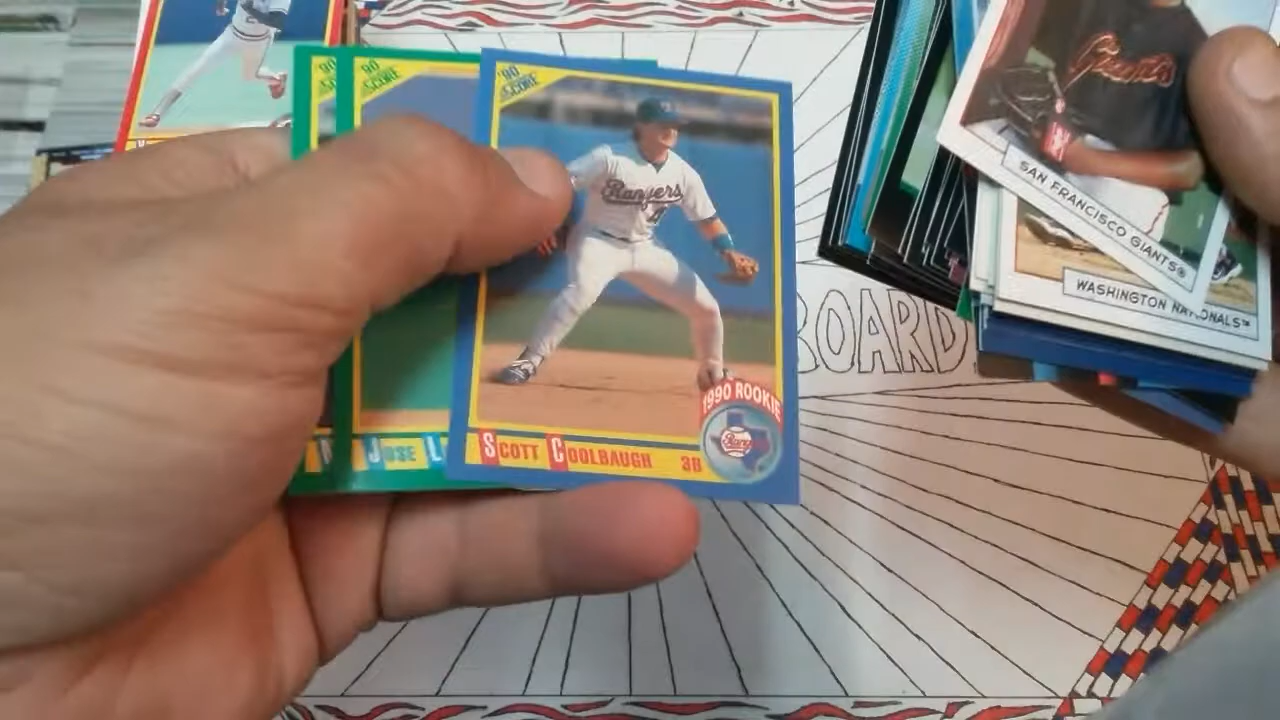 '90 SCORE
'90 SCORE
'90 SCORE
Rangers
1990 ROOKIE
Rangers
SCOTT COOLBAUGH 3B
JOSE L
Giants
SAN FRANCISCO GIANTS®
WASHINGTON NATIONALS™
BOARD